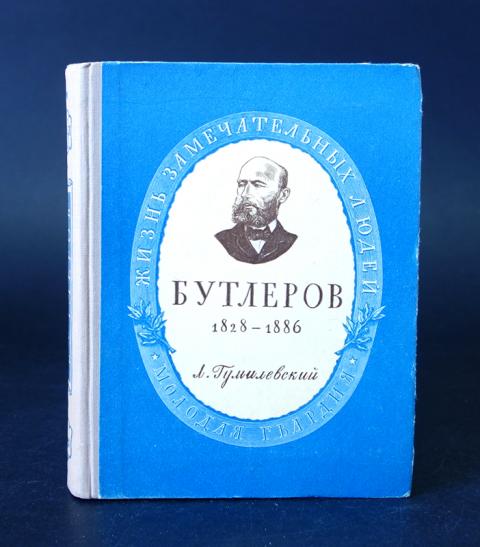 ЖИЗНЬ ЗАМЕЧАТЕЛЬНЫХ ЛЮДЕЙ
БУТЛЕРОВ
1828–1886
Л. Гумилевский
МОЛОДАЯ ГВАРДИЯ